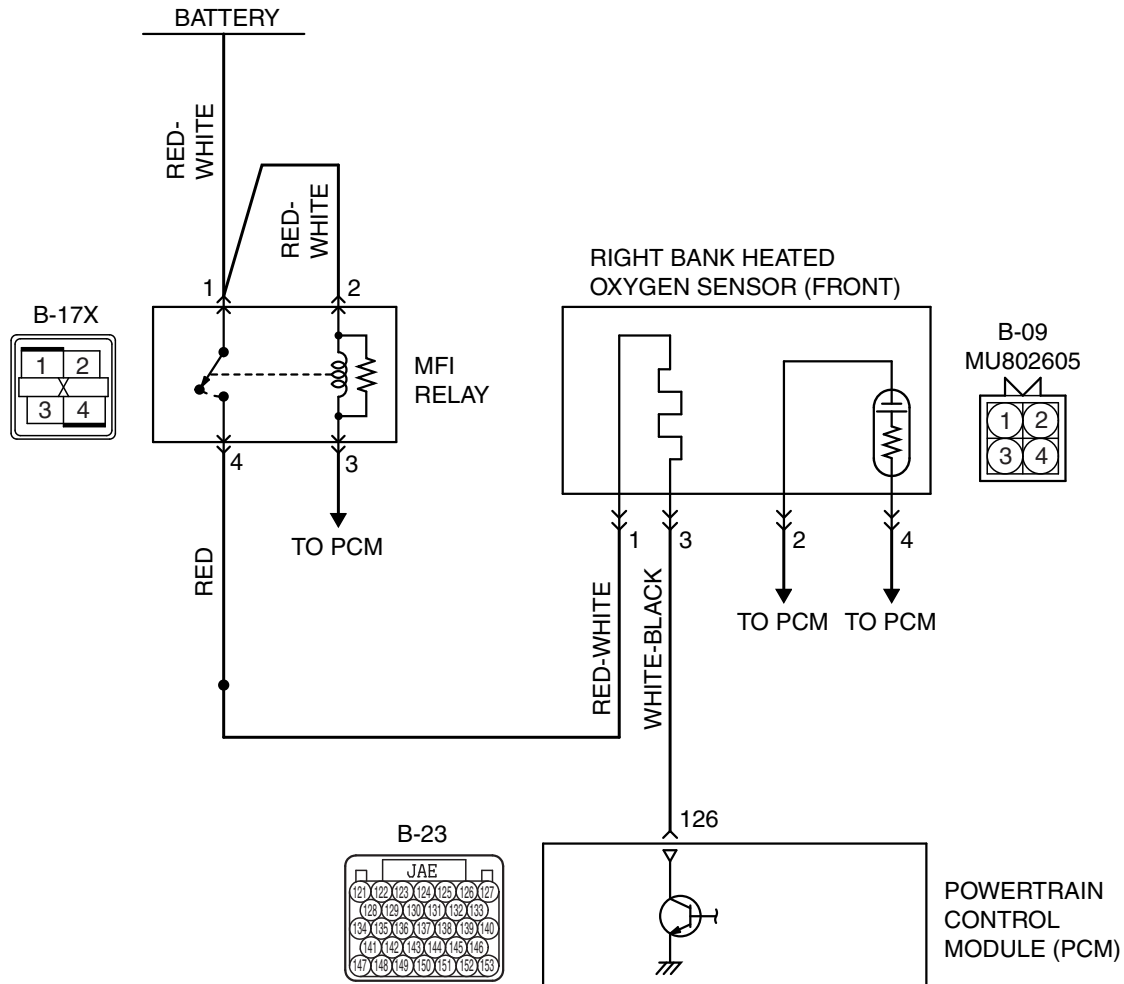 BATTERY
RED-
WHITE
RED-
WHITE
1
2
B-17X
1 2
X
3 4
MFI
RELAY
4
3
TO PCM
RED
RIGHT BANK HEATED
OXYGEN SENSOR (FRONT)
B-09
MU802605
1 2
3 4
1
3
2
4
TO PCM
TO PCM
RED-WHITE
WHITE-BLACK
126
B-23
JAE
121 122 123 124 125 126 127
128 129 130 131 132 133
134 135 136 137 138 139 140
141 142 143 144 145 146
147 148 149 150 151 152 153
POWERTRAIN
CONTROL
MODULE (PCM)